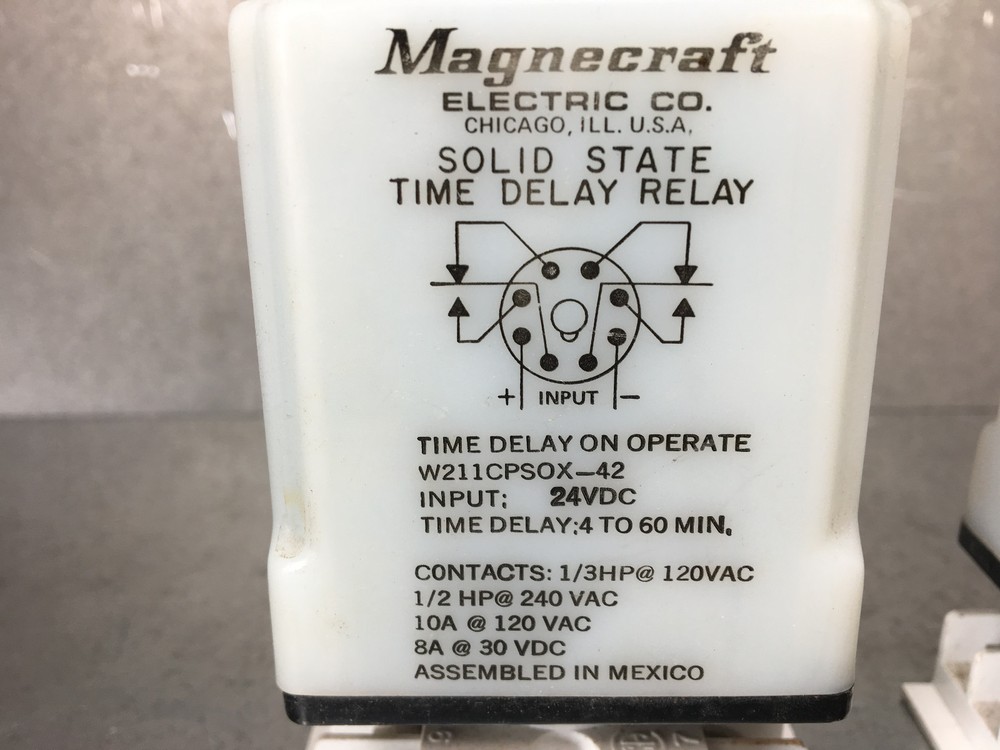 Magnecraft
ELECTRIC CO.
CHICAGO, ILL. U.S.A.
SOLID STATE
TIME DELAY RELAY
+ INPUT −
TIME DELAY ON OPERATE
W211CPSOX–42
INPUT: 24VDC
TIME DELAY:4 TO 60 MIN.
CONTACTS: 1/3HP@ 120VAC
1/2 HP@ 240 VAC
10A @ 120 VAC
8A @ 30 VDC
ASSEMBLED IN MEXICO
6 7